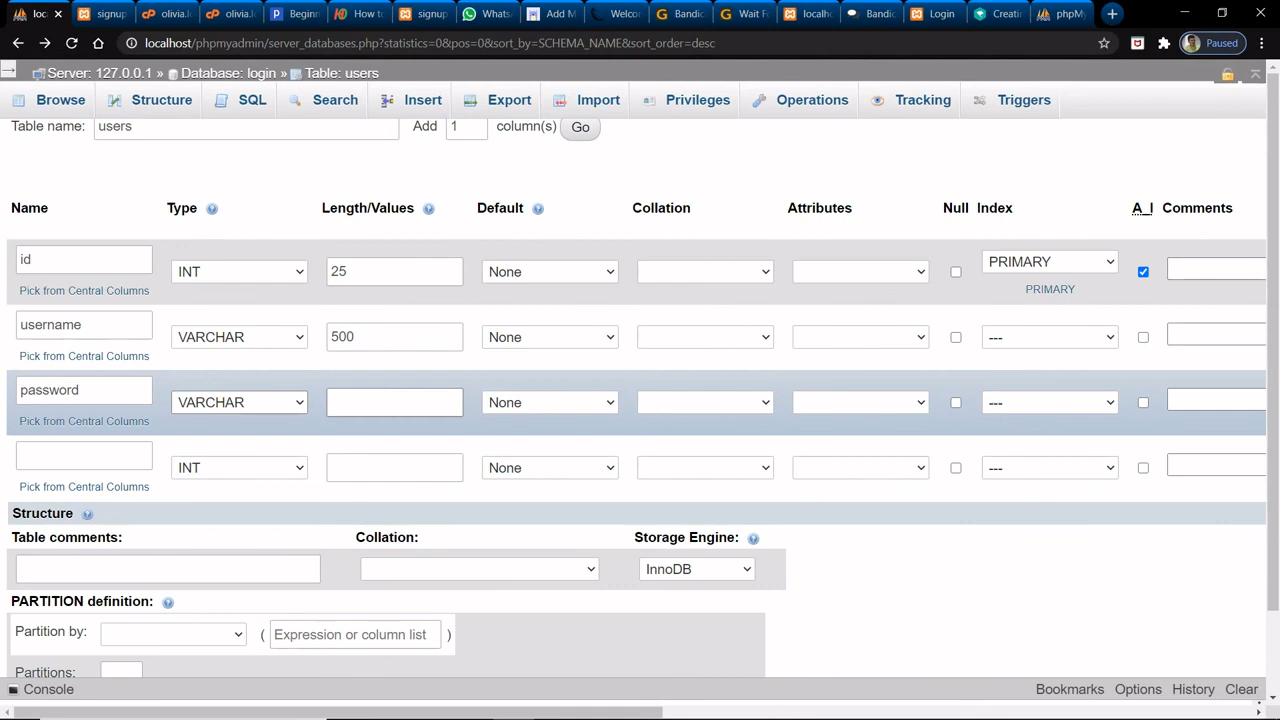 loc signup olivia.l olivia.l Beginn How to signup Whats Add M Welco Bandic Wait Fo localh Bandic Login Creatin phpMy
localhost/phpmyadmin/server_databases.php?statistics=0&pos=0&sort_by=SCHEMA_NAME&sort_order=desc Paused
Server: 127.0.0.1 » Database: login » Table: users
Browse Structure SQL Search Insert Export Import Privileges Operations Tracking Triggers
Table name: users Add 1 column(s) Go
Name Type Length/Values Default Collation Attributes Null Index A_I Comments
id INT 25 None PRIMARY
Pick from Central Columns PRIMARY
username VARCHAR 500 None ---
Pick from Central Columns
password VARCHAR None ---
Pick from Central Columns
INT None ---
Pick from Central Columns
Structure
Table comments: Collation: Storage Engine:
InnoDB
PARTITION definition:
Partition by: ( Expression or column list )
Partitions:
Console Bookmarks Options History Clear